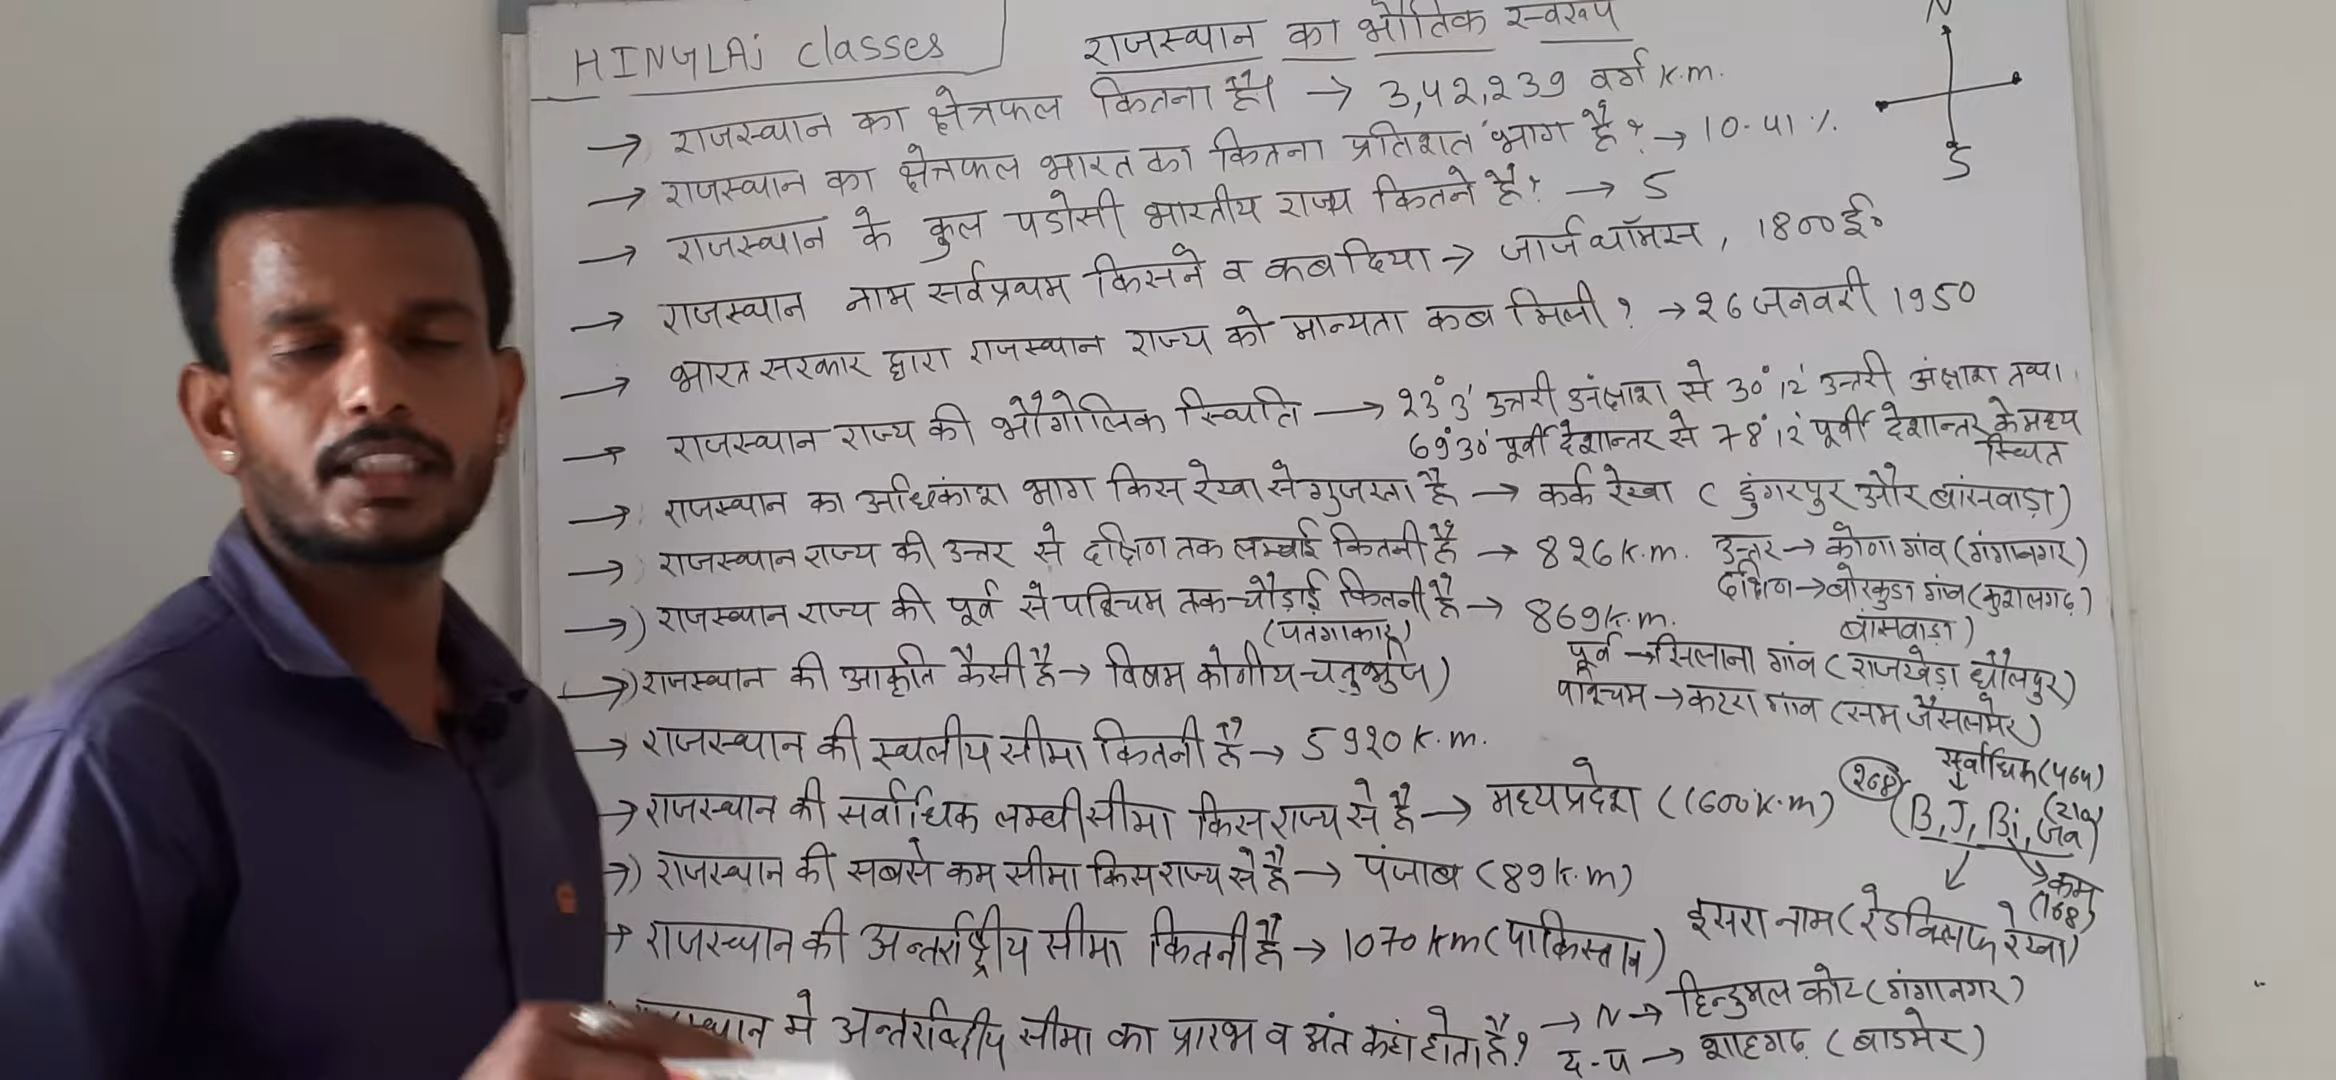 HINGLAJ classes
राजस्थान का भौतिक स्वरूप
N
S
→ राजस्थान का क्षेत्रफल कितना है। → 3,42,239 वर्ग K.m.
→ राजस्थान का क्षेत्रफल भारत का कितना प्रतिशत भाग है? → 10.41 %.
→ राजस्थान के कुल पडोसी भारतीय राज्य कितने है? → 5
→ राजस्थान नाम सर्वप्रथम किसने व कब दिया → जार्ज थॉमस, 1800ई०
→ भारत सरकार द्वारा राजस्थान राज्य को मान्यता कब मिली ? → 26 जनवरी 1950
→ राजस्थान राज्य की भौगोलिक स्थिति → 23°3' उत्तरी अंक्षाश से 30°12' उत्तरी अंक्षाश तथा
69°30' पूर्वी देशान्तर से 78°12' पूर्वी देशान्तर के मध्य
स्थित
→ राजस्थान का अधिकांश भाग किस रेखा से गुजरता है → कर्क रेखा ( डुंगरपुर और बांसवाड़ा)
→ राजस्थान राज्य की उत्तर से दक्षिण तक लम्बाई कितनी है → 826 K.m. उत्तर → कोणा गांव (गंगानगर)
दक्षिण → बोरकुडा गांव (कुशलगढ़)
बांसवाडा)
→ राजस्थान राज्य की पूर्व से पश्चिम तक चौड़ाई कितनी है → 869 K.m.
पूर्व → सिलाना गांव (राजखेड़ा धौलपुर)
पश्चिम → कटरा गांव (सम जैसलमेर)
(पतंगाकार)
→ राजस्थान की आकृति कैसी है → विषम कोणीय चतुर्भुज)
→ राजस्थान की स्थलीय सीमा कितनी है → 5920 K.m.
→ राजस्थान की सर्वाधिक लम्बी सीमा किस राज्य से है → मध्यप्रदेश (1600 K.m)
→ राजस्थान की सबसे कम सीमा किस राज्य से है → पंजाब (89 K.m)
→ राजस्थान की अन्तर्राष्ट्रीय सीमा कितनी है → 1070 km (पाकिस्तान)
सर्वाधिक (464)
(B, J, Bi,
कम
(168)
इसरा नाम (रेडक्लिफ रेखा)
में अन्तर्राष्ट्रीय सीमा का प्रारंभ व अंत कहां होता है? → N → हिन्दुमल कोट (गंगानगर)
द-प → शाहगढ़ (बाडमेर)